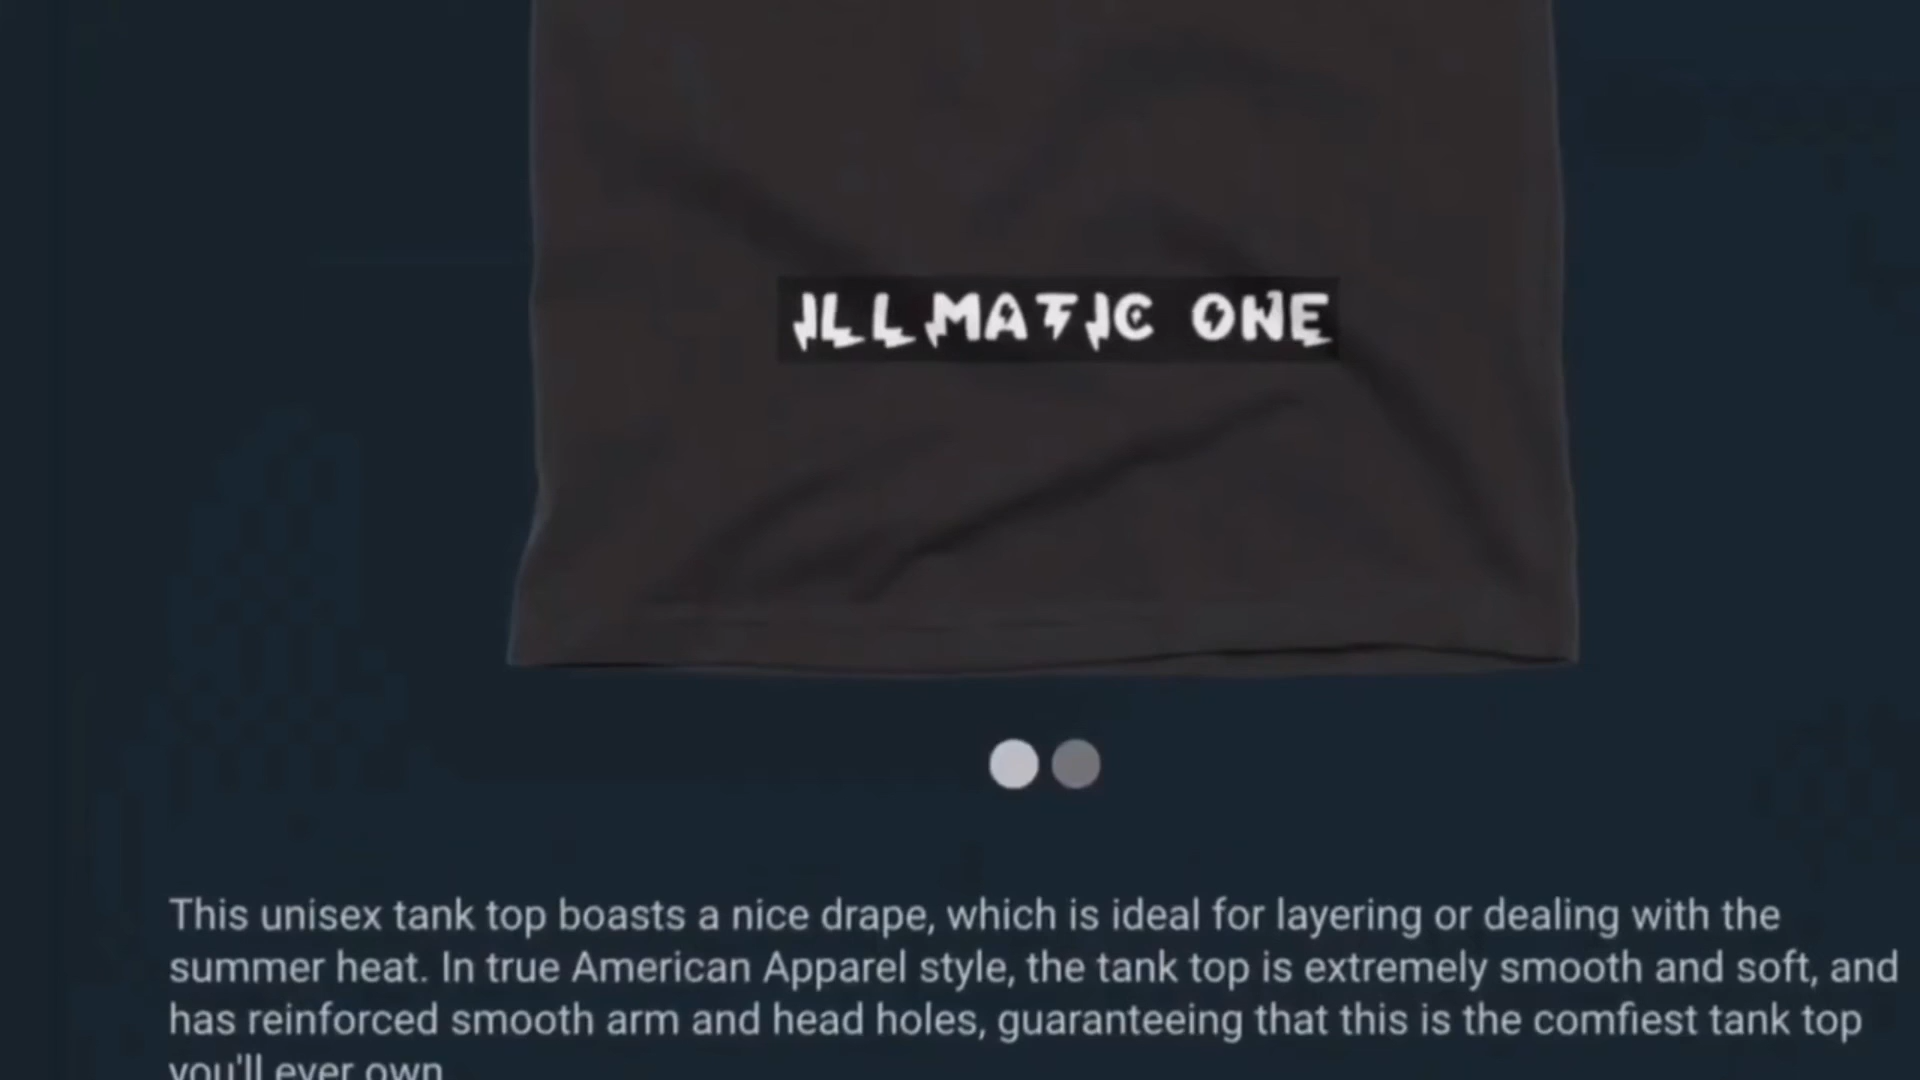 ILLMATIC ONE
This unisex tank top boasts a nice drape, which is ideal for layering or dealing with the
summer heat. In true American Apparel style, the tank top is extremely smooth and soft, and
has reinforced smooth arm and head holes, guaranteeing that this is the comfiest tank top
you'll ever own